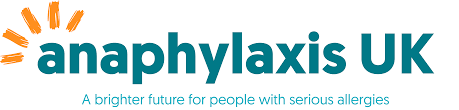 anaphylaxis UK
A brighter future for people with serious allergies